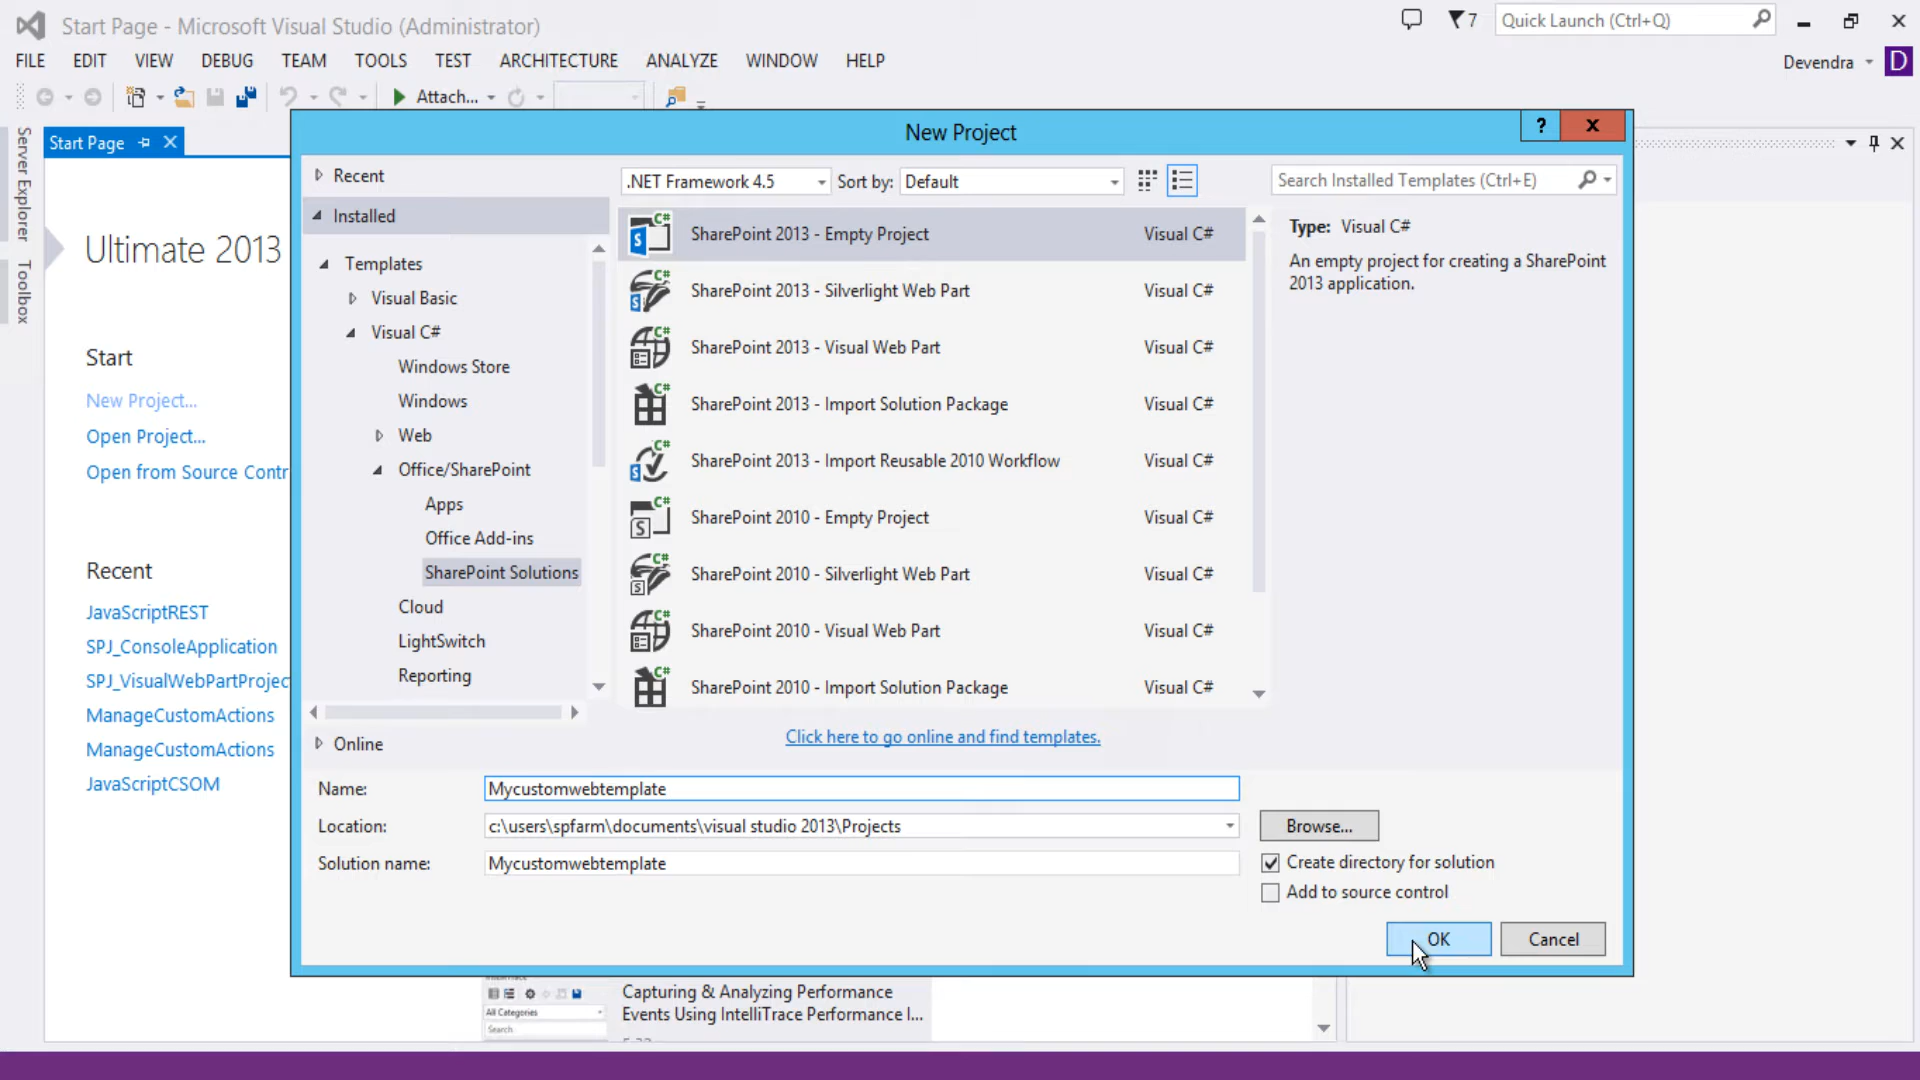 Start Page - Microsoft Visual Studio (Administrator)
7
Quick Launch (Ctrl+Q)
FILE EDIT VIEW DEBUG TEAM TOOLS TEST ARCHITECTURE ANALYZE WINDOW HELP
Devendra D
Attach...
Server Explorer
Toolbox
Start Page
Ultimate 2013
Start
New Project...
Open Project...
Open from Source Contr
Recent
JavaScriptREST
SPJ_ConsoleApplication
SPJ_VisualWebPartProject
ManageCustomActions
ManageCustomActions
JavaScriptCSOM
New Project
? X
Recent
Installed
Templates
Visual Basic
Visual C#
Windows Store
Windows
Web
Office/SharePoint
Apps
Office Add-ins
SharePoint Solutions
Cloud
LightSwitch
Reporting
Online
.NET Framework 4.5 Sort by: Default
SharePoint 2013 - Empty Project Visual C#
SharePoint 2013 - Silverlight Web Part Visual C#
SharePoint 2013 - Visual Web Part Visual C#
SharePoint 2013 - Import Solution Package Visual C#
SharePoint 2013 - Import Reusable 2010 Workflow Visual C#
SharePoint 2010 - Empty Project Visual C#
SharePoint 2010 - Silverlight Web Part Visual C#
SharePoint 2010 - Visual Web Part Visual C#
SharePoint 2010 - Import Solution Package Visual C#
Click here to go online and find templates.
Search Installed Templates (Ctrl+E)
Type: Visual C#
An empty project for creating a SharePoint
2013 application.
Name: Mycustomwebtemplate
Location: c:\users\spfarm\documents\visual studio 2013\Projects
Browse...
Solution name: Mycustomwebtemplate
Create directory for solution
Add to source control
OK Cancel
All Categories
Search
Capturing & Analyzing Performance
Events Using IntelliTrace Performance I...